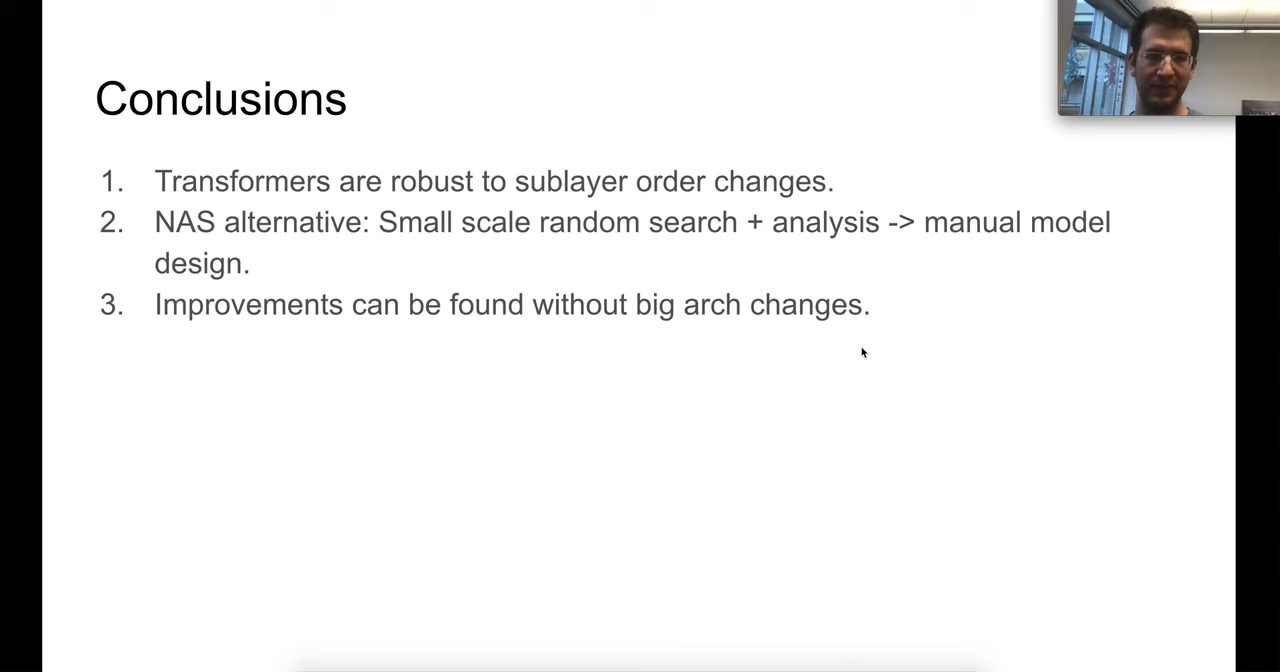 Conclusions
1. Transformers are robust to sublayer order changes.
2. NAS alternative: Small scale random search + analysis -> manual model
design.
3. Improvements can be found without big arch changes.